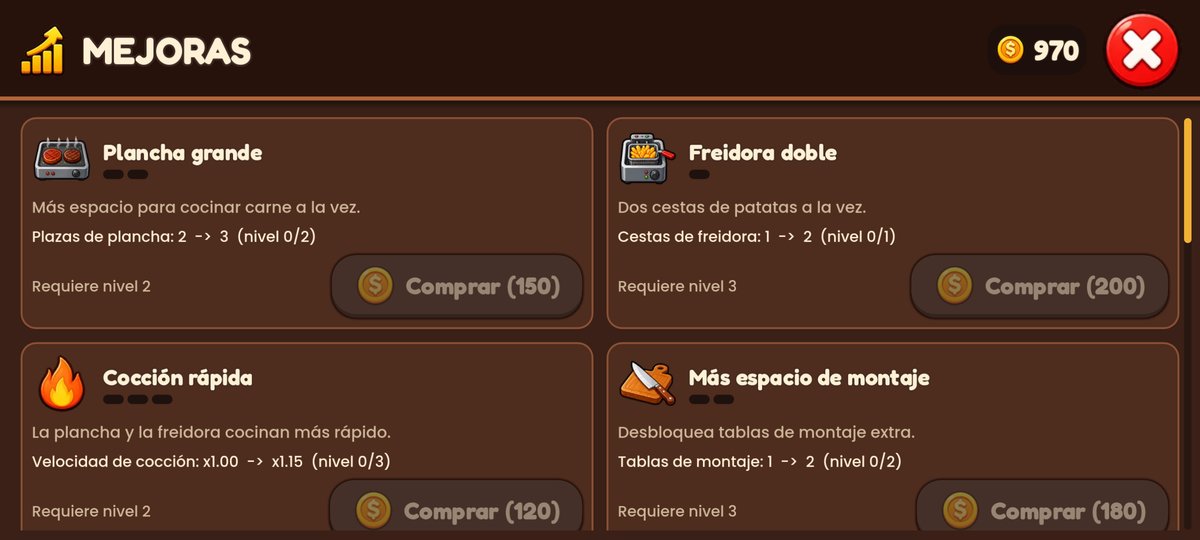 MEJORAS
970
Plancha grande
Más espacio para cocinar carne a la vez.
Plazas de plancha: 2 -> 3 (nivel 0/2)
Requiere nivel 2
Comprar (150)
Freidora doble
Dos cestas de patatas a la vez.
Cestas de freidora: 1 -> 2 (nivel 0/1)
Requiere nivel 3
Comprar (200)
Cocción rápida
La plancha y la freidora cocinan más rápido.
Velocidad de cocción: x1.00 -> x1.15 (nivel 0/3)
Requiere nivel 2
Comprar (120)
Más espacio de montaje
Desbloquea tablas de montaje extra.
Tablas de montaje: 1 -> 2 (nivel 0/2)
Requiere nivel 3
Comprar (180)